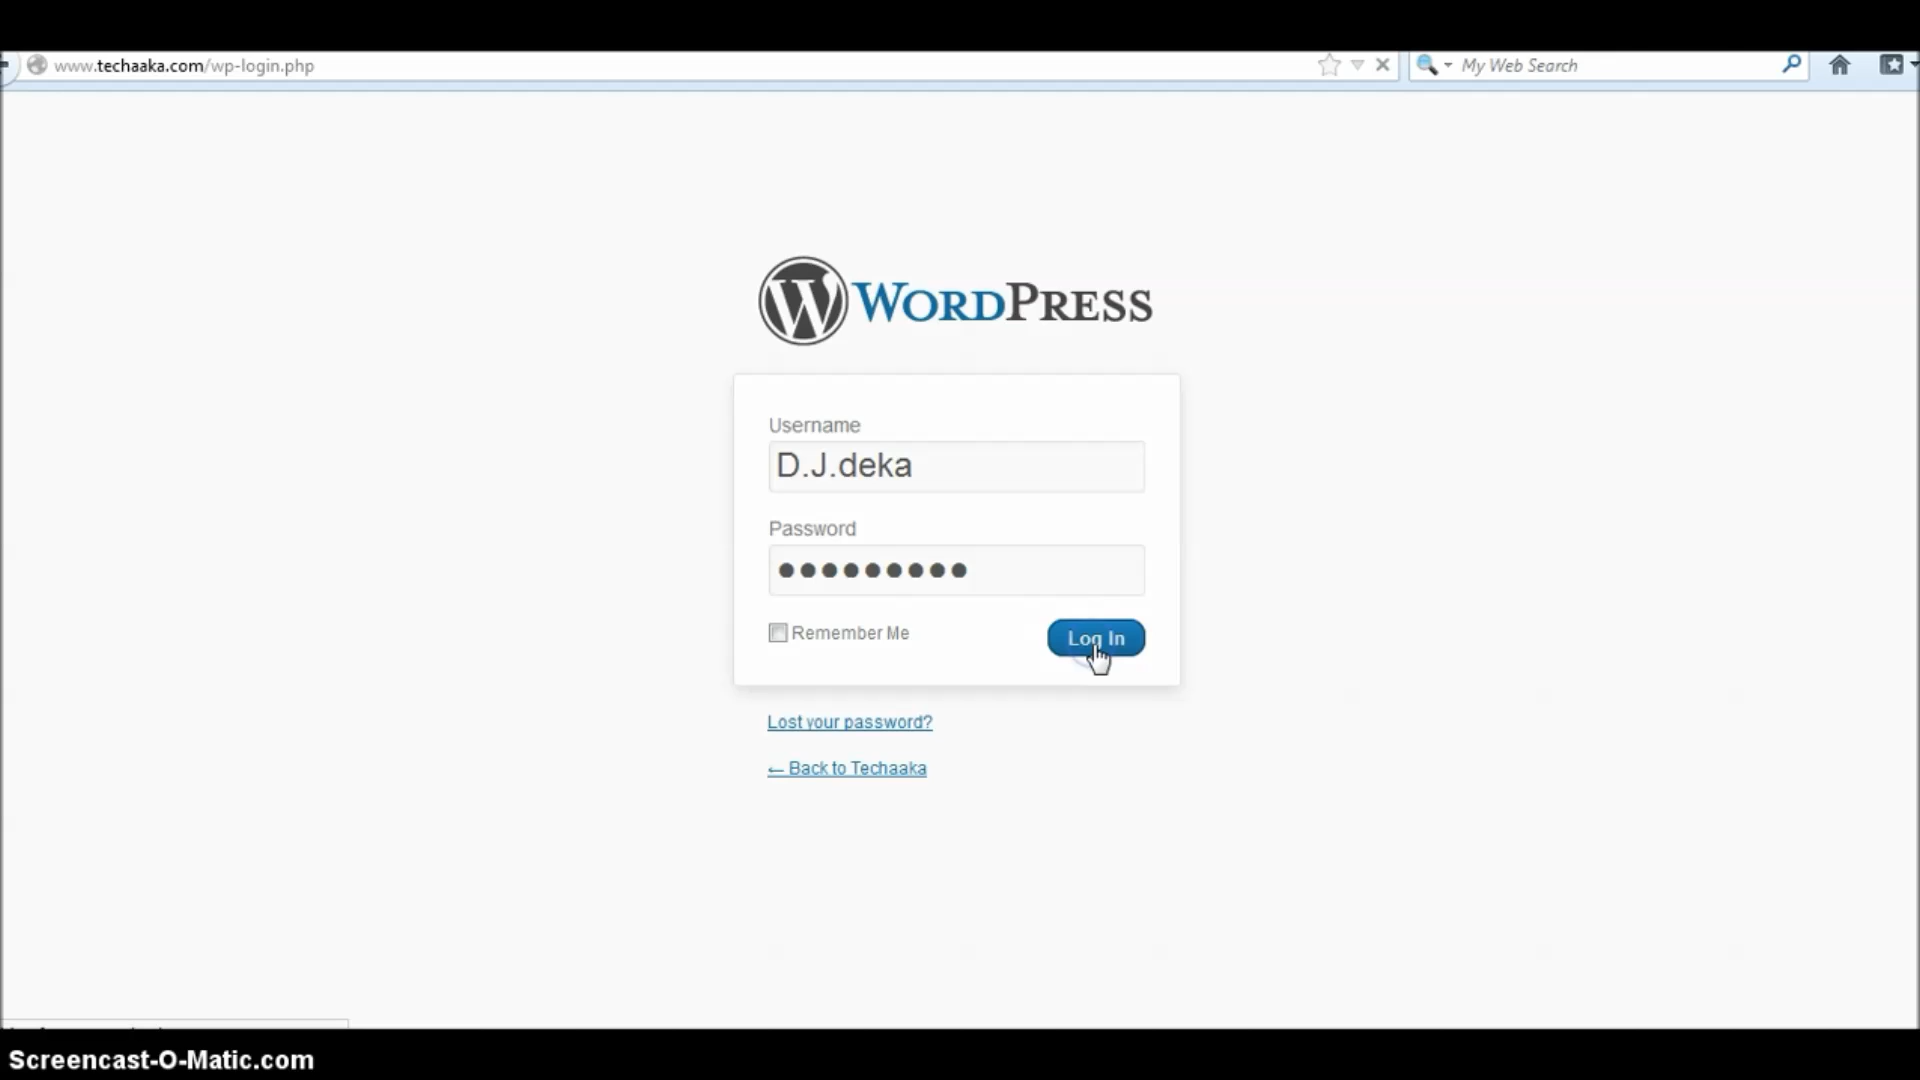 www.techaaka.com/wp-login.php
My Web Search
WORDPRESS
Username
D.J.deka
Password
Remember Me
Log In
Lost your password?
← Back to Techaaka
Screencast-O-Matic.com